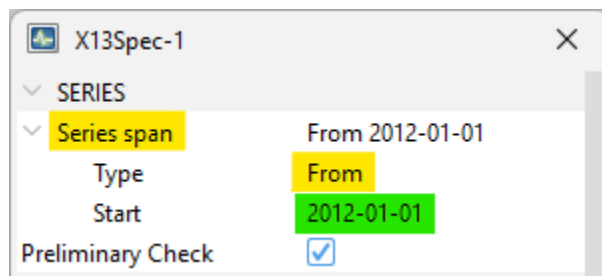 X13Spec-1
SERIES
Series span From 2012-01-01
Type From
Start 2012-01-01
Preliminary Check